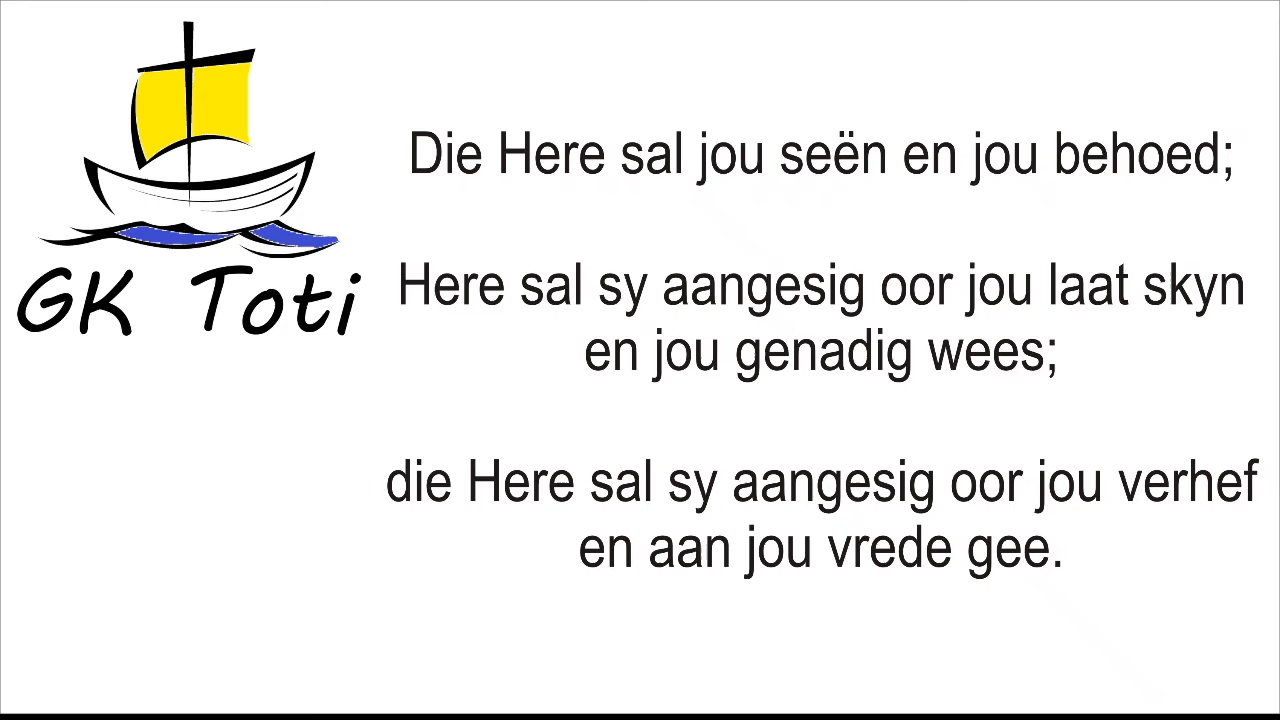 GK Toti
Die Here sal jou seën en jou behoed;
Here sal sy aangesig oor jou laat skyn
en jou genadig wees;
die Here sal sy aangesig oor jou verhef
en aan jou vrede gee.